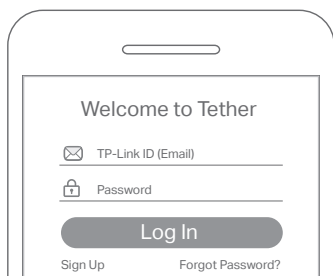 Welcome to Tether
TP-Link ID (Email)
Password
Log In
Sign Up Forgot Password?